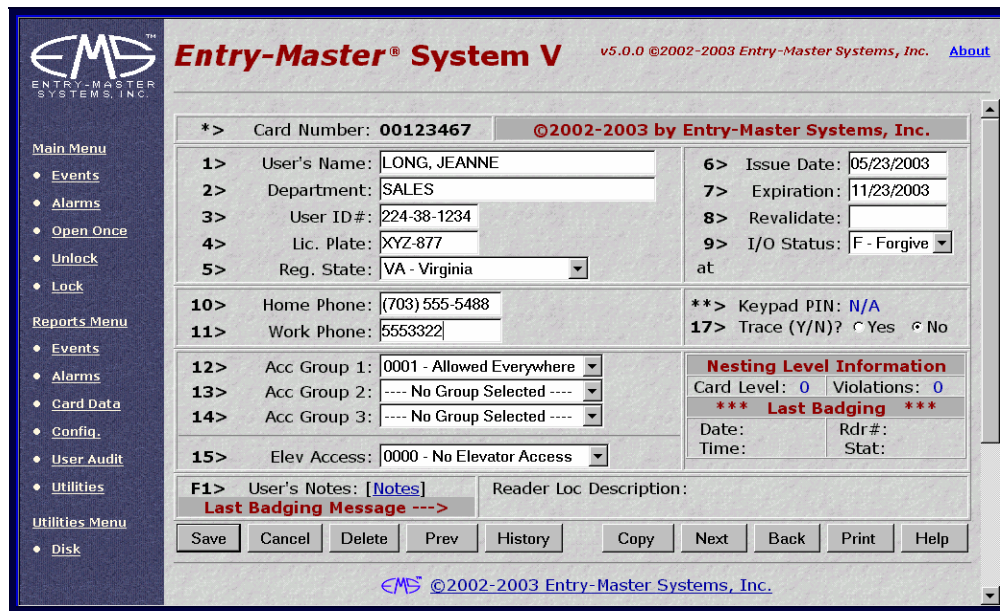 EMS™
ENTRY-MASTER
SYSTEMS, INC.
Entry-Master® System V
v5.0.0 ©2002-2003 Entry-Master Systems, Inc.
About
Main Menu
Events
Alarms
Open Once
Unlock
Lock
Reports Menu
Events
Alarms
Card Data
Config.
User Audit
Utilities
Utilities Menu
Disk
*> Card Number: 00123467
©2002-2003 by Entry-Master Systems, Inc.
1> User's Name: LONG, JEANNE
2> Department: SALES
3> User ID#: 224-38-1234
4> Lic. Plate: XYZ-877
5> Reg. State: VA - Virginia
6> Issue Date: 05/23/2003
7> Expiration: 11/23/2003
8> Revalidate:
9> I/O Status: F - Forgive
at
10> Home Phone: (703) 555-5488
11> Work Phone: 5553322
**> Keypad PIN: N/A
17> Trace (Y/N)? Yes No
12> Acc Group 1: 0001 - Allowed Everywhere
13> Acc Group 2: ---- No Group Selected ----
14> Acc Group 3: ---- No Group Selected ----
15> Elev Access: 0000 - No Elevator Access
Nesting Level Information
Card Level: 0 Violations: 0
*** Last Badging ***
Date: Rdr#:
Time: Stat:
F1> User's Notes: [Notes]
Reader Loc Description:
Last Badging Message --->
Save Cancel Delete Prev History Copy Next Back Print Help
EMS™ ©2002-2003 Entry-Master Systems, Inc.